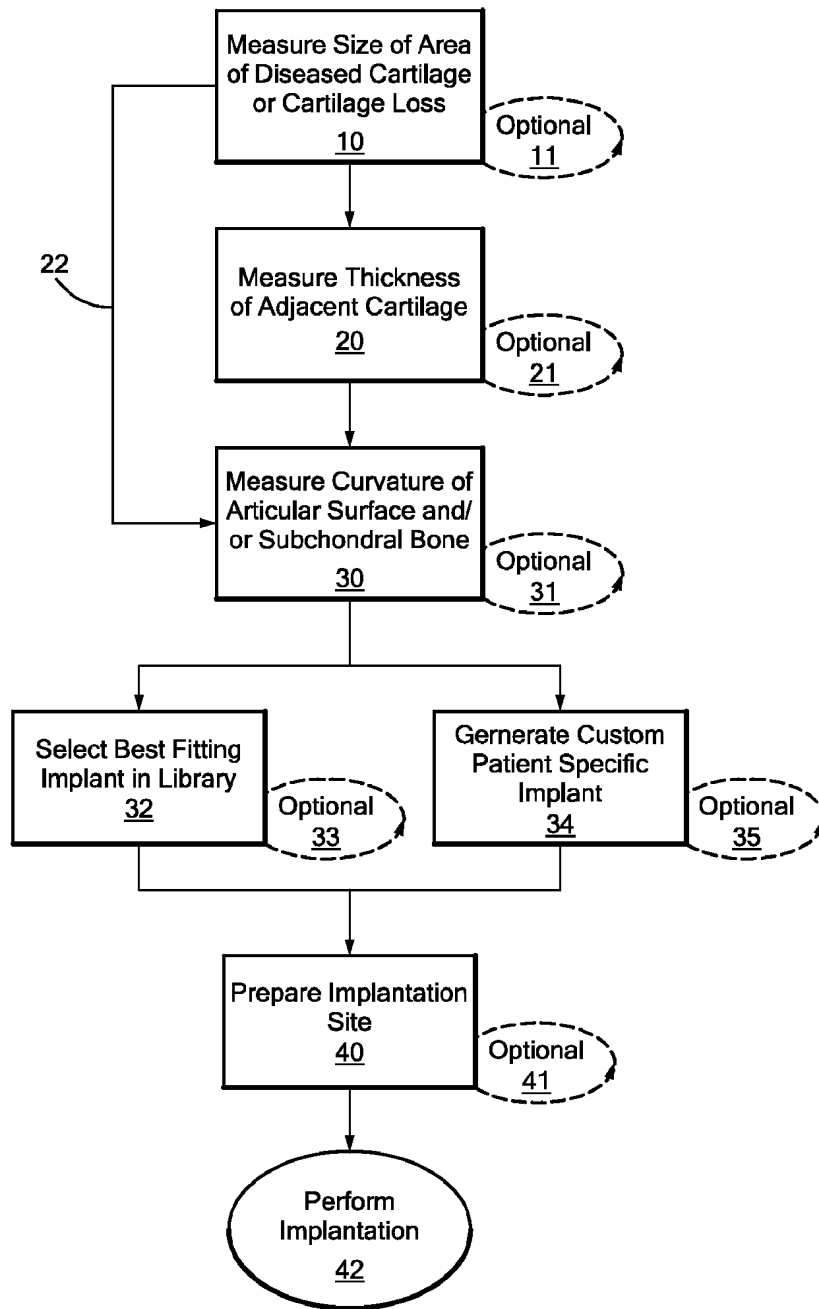 Measure Size of Area
of Diseased Cartilage
or Cartilage Loss
10
Optional
11
22
Measure Thickness
of Adjacent Cartilage
20
Optional
21
Measure Curvature of
Articular Surface and/
or Subchondral Bone
30
Optional
31
Select Best Fitting
Implant in Library
32
Optional
33
Gernerate Custom
Patient Specific
Implant
34
Optional
35
Prepare Implantation
Site
40
Optional
41
Perform
Implantation
42